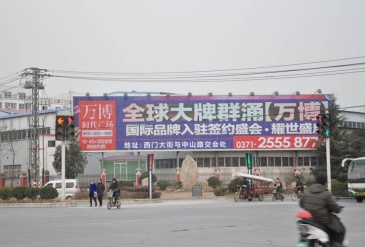 万博
时代广场
全球大牌群涌 万博
国际品牌入驻签约盛会·耀世盛
地址:西门大街与中山路交会处
0371-2555 877